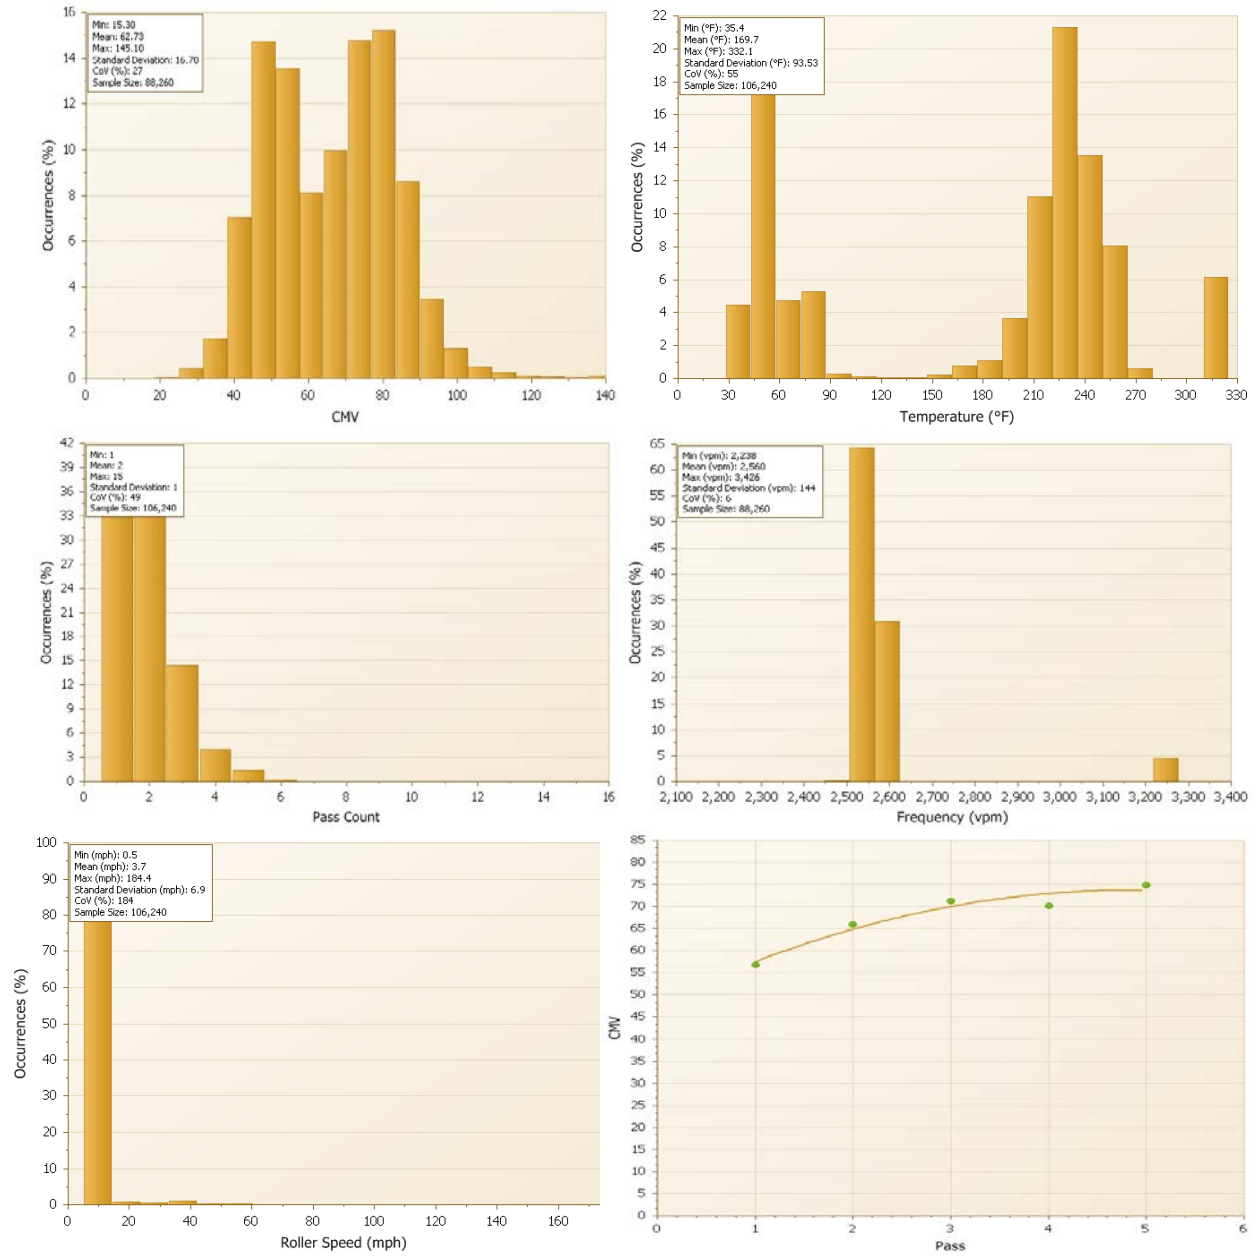 Min: 15.30
Mean: 62.73
Max: 145.10
Standard Deviation: 16.70
CoV (%): 27
Sample Size: 88,260
16
14
12
10
8
6
4
2
0
Occurrences (%)
0 20 40 60 80 100 120 140
CMV
Min (°F): 35.4
Mean (°F): 169.7
Max (°F): 332.1
Standard Deviation (°F): 93.53
CoV (%): 55
Sample Size: 106,240
22
20
18
16
14
12
10
8
6
4
2
0
Occurrences (%)
0 30 60 90 120 150 180 210 240 270 300 330
Temperature (°F)
Min: 1
Mean: 2
Max: 15
Standard Deviation: 1
CoV (%): 49
Sample Size: 106,240
42
39
36
33
30
27
24
21
18
15
12
9
6
3
0
Occurrences (%)
0 2 4 6 8 10 12 14 16
Pass Count
Min (vpm): 2,238
Mean (vpm): 2,560
Max (vpm): 3,426
Standard Deviation (vpm): 144
CoV (%): 6
Sample Size: 88,260
65
60
55
50
45
40
35
30
25
20
15
10
5
0
Occurrences (%)
2,100 2,200 2,300 2,400 2,500 2,600 2,700 2,800 2,900 3,000 3,100 3,200 3,300 3,400
Frequency (vpm)
Min (mph): 0.5
Mean (mph): 3.7
Max (mph): 184.4
Standard Deviation (mph): 6.9
CoV (%): 184
Sample Size: 106,240
100
90
80
70
60
50
40
30
20
10
0
Occurrences (%)
0 20 40 60 80 100 120 140 160
Roller Speed (mph)
85
80
75
70
65
60
55
50
45
40
35
30
25
20
15
10
5
0
CMV
0 1 2 3 4 5 6
Pass